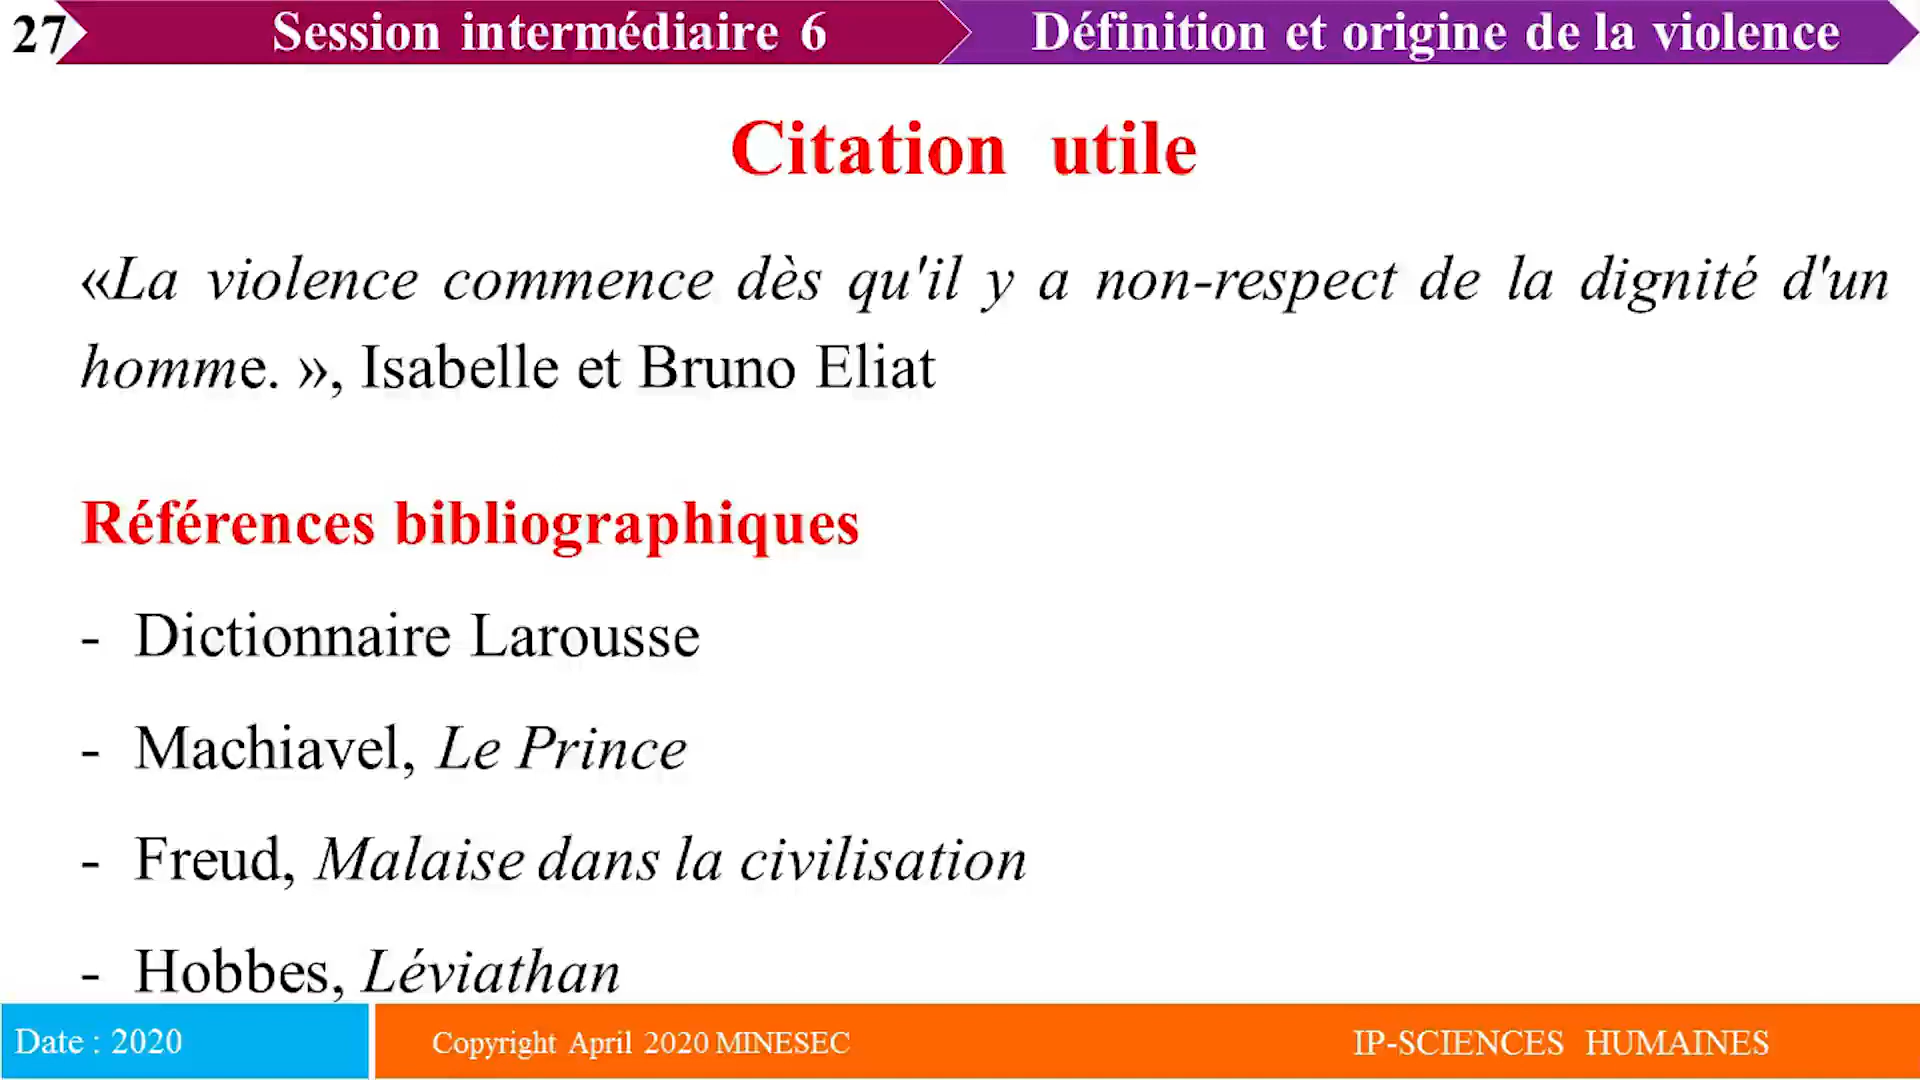 27
Session intermédiaire 6
Définition et origine de la violence
Citation utile
«La violence commence dès qu'il y a non-respect de la dignité d'un
homme. », Isabelle et Bruno Eliat
Références bibliographiques
- Dictionnaire Larousse
- Machiavel, Le Prince
- Freud, Malaise dans la civilisation
- Hobbes, Léviathan
Date : 2020
Copyright April 2020 MINESEC
IP-SCIENCES HUMAINES